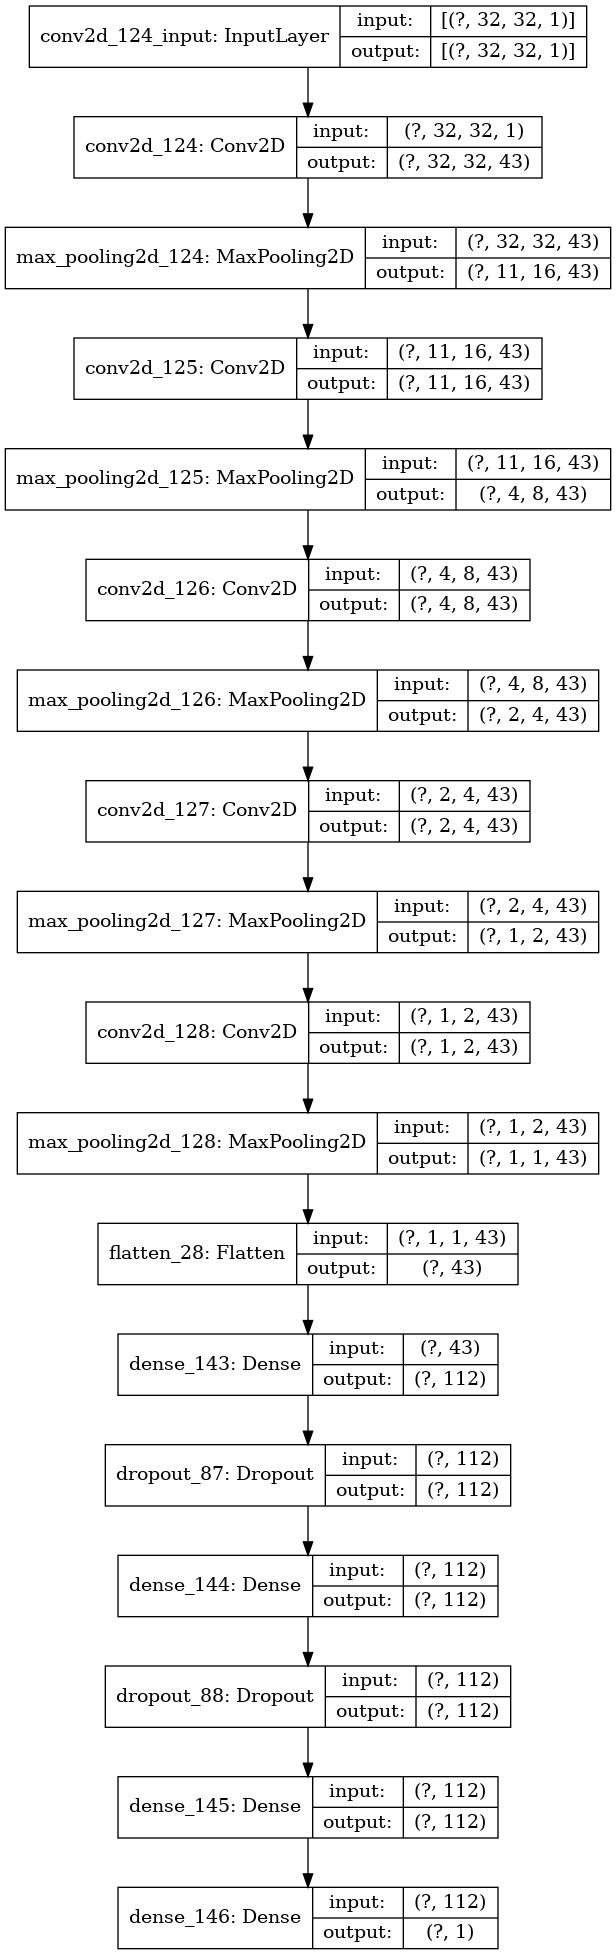 conv2d_124_input: InputLayer
input: [(?, 32, 32, 1)]
output: [(?, 32, 32, 1)]
conv2d_124: Conv2D
input: (?, 32, 32, 1)
output: (?, 32, 32, 43)
max_pooling2d_124: MaxPooling2D
input: (?, 32, 32, 43)
output: (?, 11, 16, 43)
conv2d_125: Conv2D
input: (?, 11, 16, 43)
output: (?, 11, 16, 43)
max_pooling2d_125: MaxPooling2D
input: (?, 11, 16, 43)
output: (?, 4, 8, 43)
conv2d_126: Conv2D
input: (?, 4, 8, 43)
output: (?, 4, 8, 43)
max_pooling2d_126: MaxPooling2D
input: (?, 4, 8, 43)
output: (?, 2, 4, 43)
conv2d_127: Conv2D
input: (?, 2, 4, 43)
output: (?, 2, 4, 43)
max_pooling2d_127: MaxPooling2D
input: (?, 2, 4, 43)
output: (?, 1, 2, 43)
conv2d_128: Conv2D
input: (?, 1, 2, 43)
output: (?, 1, 2, 43)
max_pooling2d_128: MaxPooling2D
input: (?, 1, 2, 43)
output: (?, 1, 1, 43)
flatten_28: Flatten
input: (?, 1, 1, 43)
output: (?, 43)
dense_143: Dense
input: (?, 43)
output: (?, 112)
dropout_87: Dropout
input: (?, 112)
output: (?, 112)
dense_144: Dense
input: (?, 112)
output: (?, 112)
dropout_88: Dropout
input: (?, 112)
output: (?, 112)
dense_145: Dense
input: (?, 112)
output: (?, 112)
dense_146: Dense
input: (?, 112)
output: (?, 1)